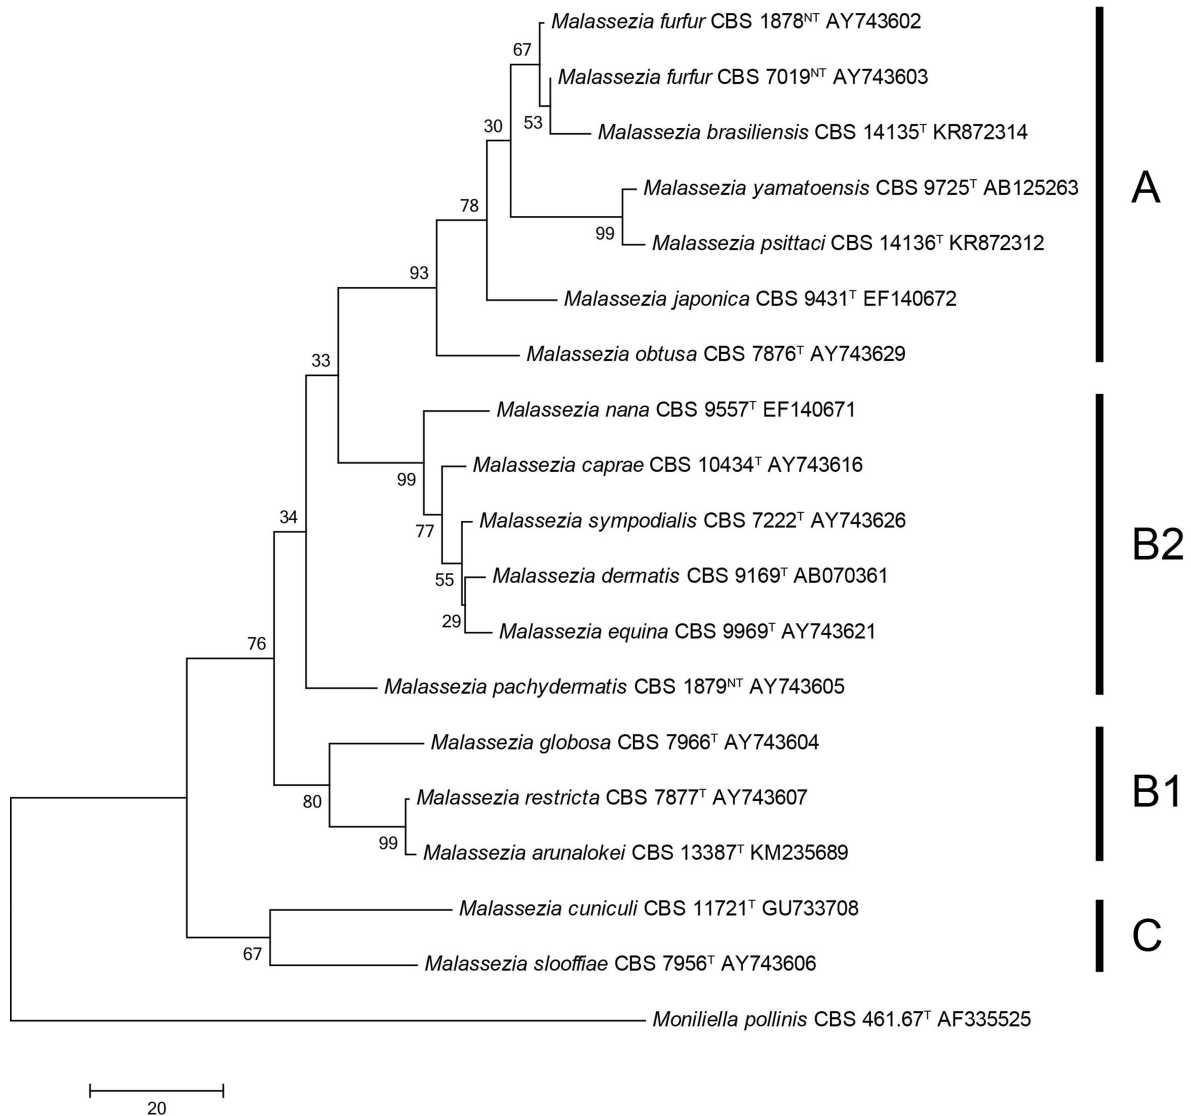 Malassezia furfur CBS 1878ᴺᵀ AY743602
67
Malassezia furfur CBS 7019ᴺᵀ AY743603
53
30
Malassezia brasiliensis CBS 14135ᵀ KR872314
Malassezia yamatoensis CBS 9725ᵀ AB125263
A
78
99
Malassezia psittaci CBS 14136ᵀ KR872312
93
Malassezia japonica CBS 9431ᵀ EF140672
33
Malassezia obtusa CBS 7876ᵀ AY743629
Malassezia nana CBS 9557ᵀ EF140671
99
Malassezia caprae CBS 10434ᵀ AY743616
34
77
Malassezia sympodialis CBS 7222ᵀ AY743626
B2
55
Malassezia dermatis CBS 9169ᵀ AB070361
29
Malassezia equina CBS 9969ᵀ AY743621
76
Malassezia pachydermatis CBS 1879ᴺᵀ AY743605
Malassezia globosa CBS 7966ᵀ AY743604
80
Malassezia restricta CBS 7877ᵀ AY743607
B1
99
Malassezia arunalokei CBS 13387ᵀ KM235689
Malassezia cuniculi CBS 11721ᵀ GU733708
C
67
Malassezia slooffiae CBS 7956ᵀ AY743606
Moniliella pollinis CBS 461.67ᵀ AF335525
20